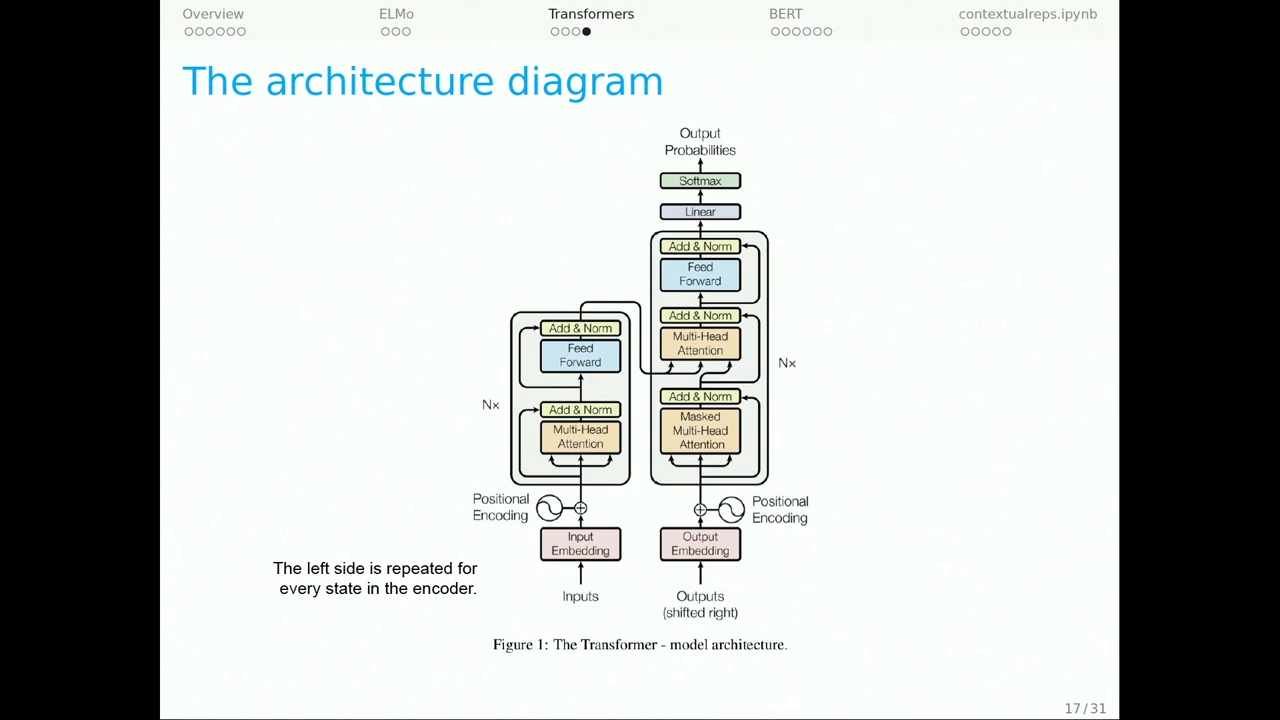 Overview
ELMo
Transformers
BERT
contextualreps.ipynb
The architecture diagram
Output
Probabilities
Softmax
Linear
Add & Norm
Feed
Forward
Add & Norm
Multi-Head
Attention
Nx
Add & Norm
Masked
Multi-Head
Attention
Add & Norm
Feed
Forward
Nx
Add & Norm
Multi-Head
Attention
Positional
Encoding
Positional
Encoding
Input
Embedding
Output
Embedding
The left side is repeated for
every state in the encoder.
Inputs
Outputs
(shifted right)
Figure 1: The Transformer - model architecture.
17/31